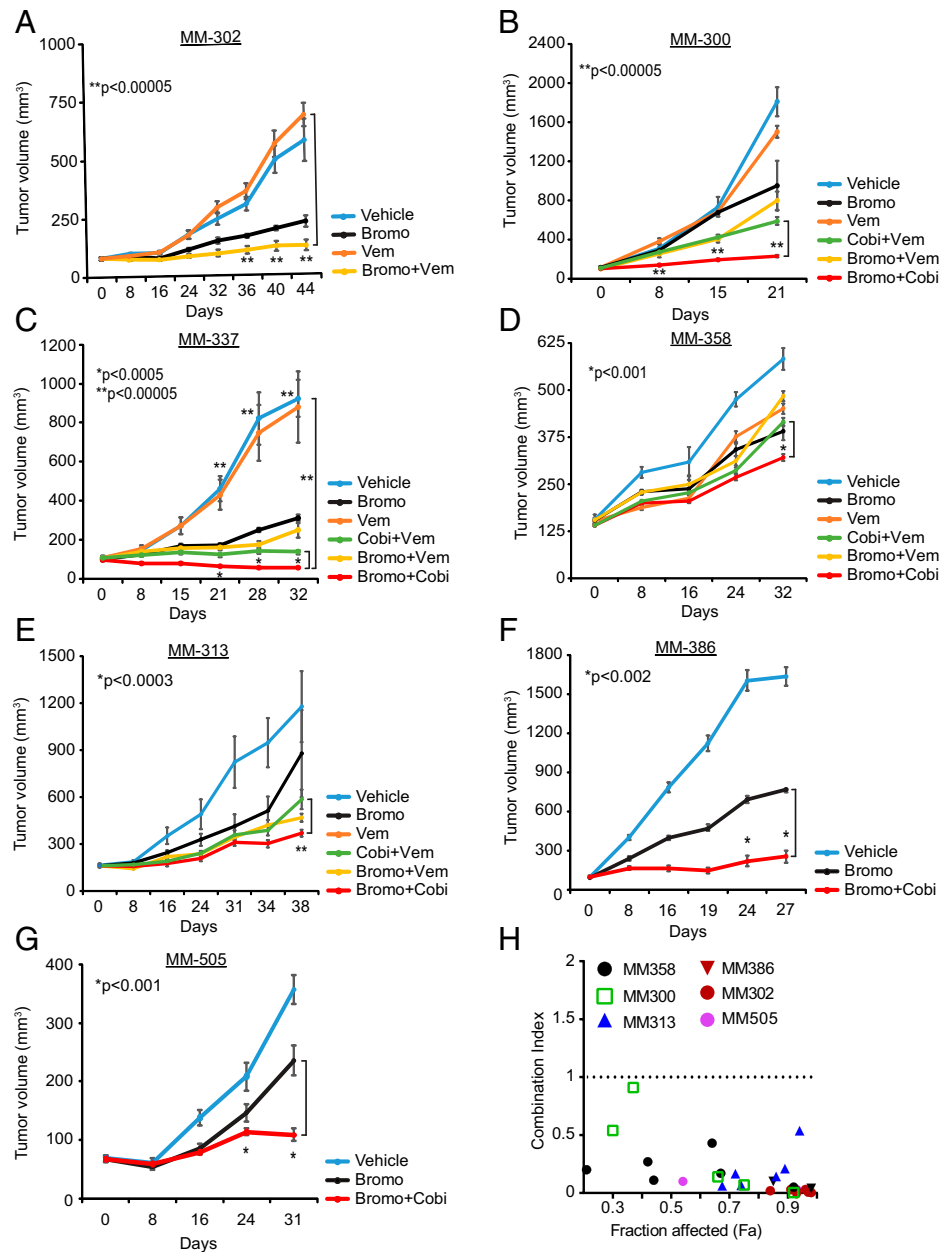 A
MM-302
**p<0.00005
Tumor volume (mm³)
1000
750
500
250
0
0 8 16 24 32 36 40 44
Days
** ** **
Vehicle
Bromo
Vem
Bromo+Vem
B
MM-300
**p<0.00005
Tumor volume (mm³)
2400
2000
1600
1200
800
400
0
0 8 15 21
Days
** ** **
Vehicle
Bromo
Vem
Cobi+Vem
Bromo+Vem
Bromo+Cobi
C
MM-337
*p<0.0005
**p<0.00005
Tumor volume (mm³)
1200
1000
800
600
400
200
0
0 8 15 21 28 32
Days
** ** **
**
* * *
Vehicle
Bromo
Vem
Cobi+Vem
Bromo+Vem
Bromo+Cobi
D
MM-358
*p<0.001
Tumor volume (mm³)
625
500
375
250
125
0
0 8 16 24 32
Days
*
Vehicle
Bromo
Vem
Cobi+Vem
Bromo+Vem
Bromo+Cobi
E
MM-313
*p<0.0003
Tumor volume (mm³)
1500
1200
900
600
300
0
0 8 16 24 31 34 38
Days
**
Vehicle
Bromo
Vem
Cobi+Vem
Bromo+Vem
Bromo+Cobi
F
MM-386
*p<0.002
Tumor volume (mm³)
1800
1500
1200
900
600
300
0
0 8 16 19 24 27
Days
* *
Vehicle
Bromo
Bromo+Cobi
G
MM-505
*p<0.001
Tumor volume (mm³)
400
300
200
100
0
0 8 16 24 31
Days
* *
Vehicle
Bromo
Bromo+Cobi
H
MM358
MM300
MM313
MM386
MM302
MM505
Combination Index
2
1
0.5
0
0.3 0.5 0.7 0.9
Fraction affected (Fa)